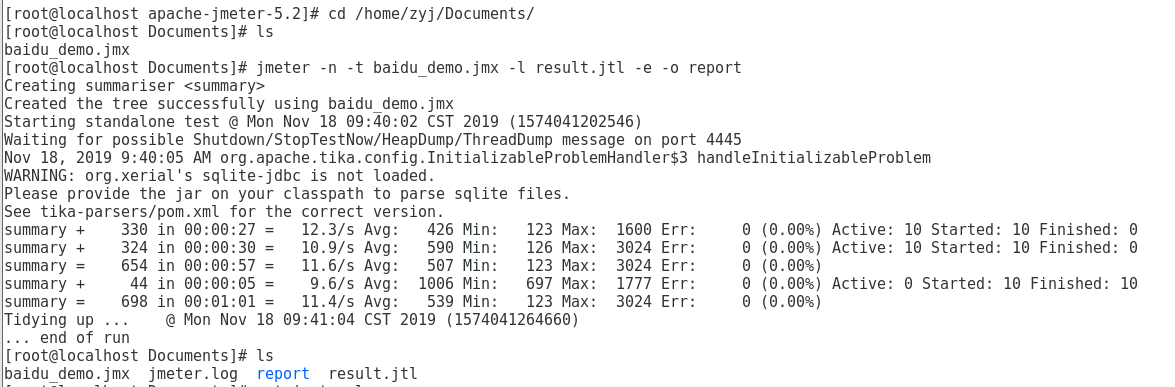 [root@localhost apache-jmeter-5.2]# cd /home/zyj/Documents/
[root@localhost Documents]# ls
baidu_demo.jmx
[root@localhost Documents]# jmeter -n -t baidu_demo.jmx -l result.jtl -e -o report
Creating summariser <summary>
Created the tree successfully using baidu_demo.jmx
Starting standalone test @ Mon Nov 18 09:40:02 CST 2019 (1574041202546)
Waiting for possible Shutdown/StopTestNow/HeapDump/ThreadDump message on port 4445
Nov 18, 2019 9:40:05 AM org.apache.tika.config.InitializableProblemHandler$3 handleInitializableProblem
WARNING: org.xerial's sqlite-jdbc is not loaded.
Please provide the jar on your classpath to parse sqlite files.
See tika-parsers/pom.xml for the correct version.
summary +    330 in 00:00:27 =   12.3/s Avg:   426 Min:   123 Max:  1600 Err:     0 (0.00%) Active: 10 Started: 10 Finished: 0
summary +    324 in 00:00:30 =   10.9/s Avg:   590 Min:   126 Max:  3024 Err:     0 (0.00%) Active: 10 Started: 10 Finished: 0
summary =    654 in 00:00:57 =   11.6/s Avg:   507 Min:   123 Max:  3024 Err:     0 (0.00%)
summary +     44 in 00:00:05 =    9.6/s Avg:  1006 Min:   697 Max:  1777 Err:     0 (0.00%) Active: 0 Started: 10 Finished: 10
summary =    698 in 00:01:01 =   11.4/s Avg:   539 Min:   123 Max:  3024 Err:     0 (0.00%)
Tidying up ...    @ Mon Nov 18 09:41:04 CST 2019 (1574041264660)
... end of run
[root@localhost Documents]# ls
baidu_demo.jmx  jmeter.log  report  result.jtl